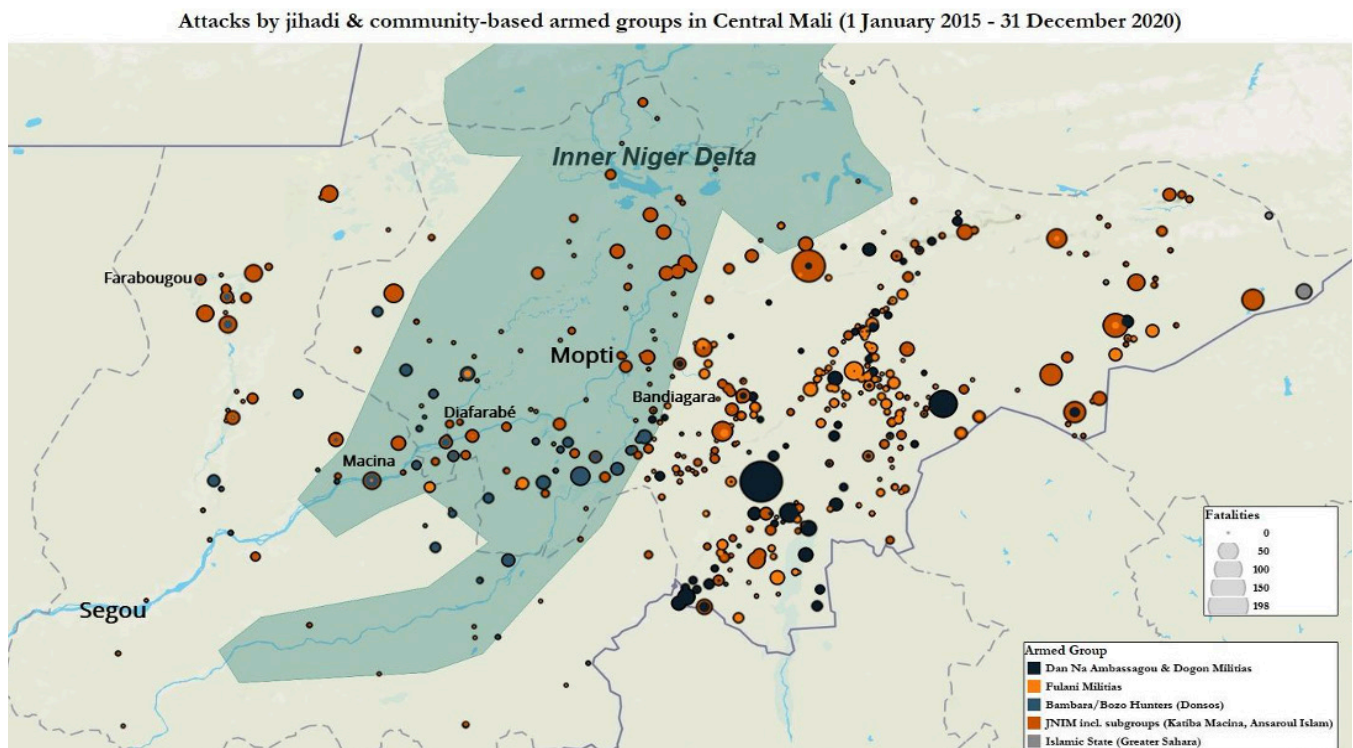 Attacks by jihadi & community-based armed groups in Central Mali (1 January 2015 - 31 December 2020)
Inner Niger Delta
Farabougou
Mopti
Bandiagara
Diafarabé
Macina
Segou
Fatalities
0
50
100
150
198
Armed Group
Dan Na Ambassagou & Dogon Militias
Fulani Militias
Bambara/Bozo Hunters (Donsos)
JNIM incl. subgroups (Katiba Macina, Ansaroul Islam)
Islamic State (Greater Sahara)